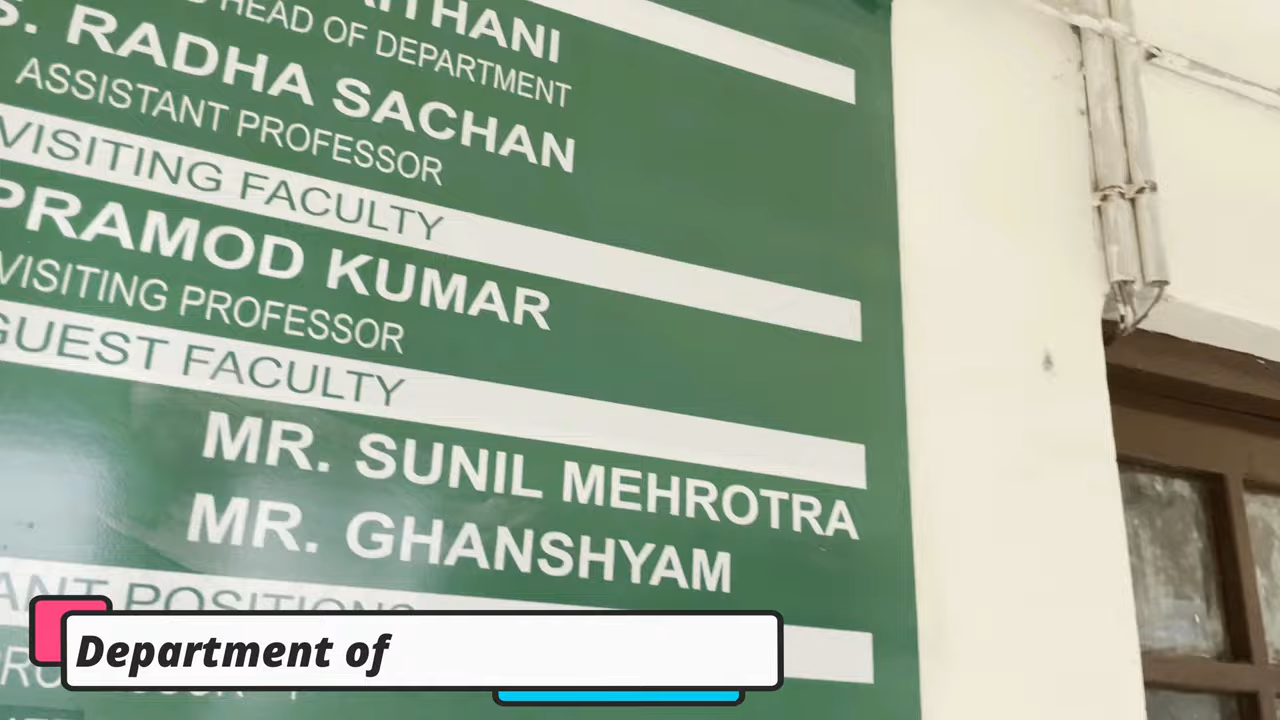 HEAD OF DEPARTMENT
S. RADHA SACHAN
ASSISTANT PROFESSOR
VISITING FACULTY
PRAMOD KUMAR
VISITING PROFESSOR
GUEST FACULTY
MR. SUNIL MEHROTRA
MR. GHANSHYAM
POSITIONS
Department of